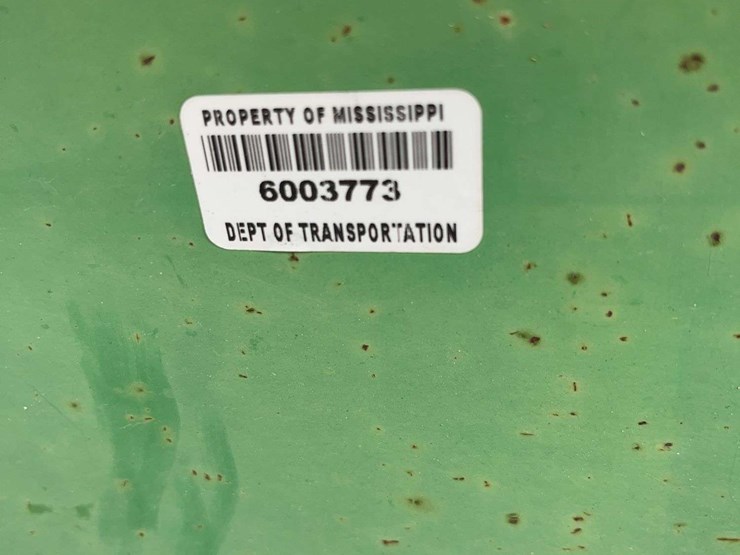 PROPERTY OF MISSISSIPPI
6003773
DEPT OF TRANSPORTATION